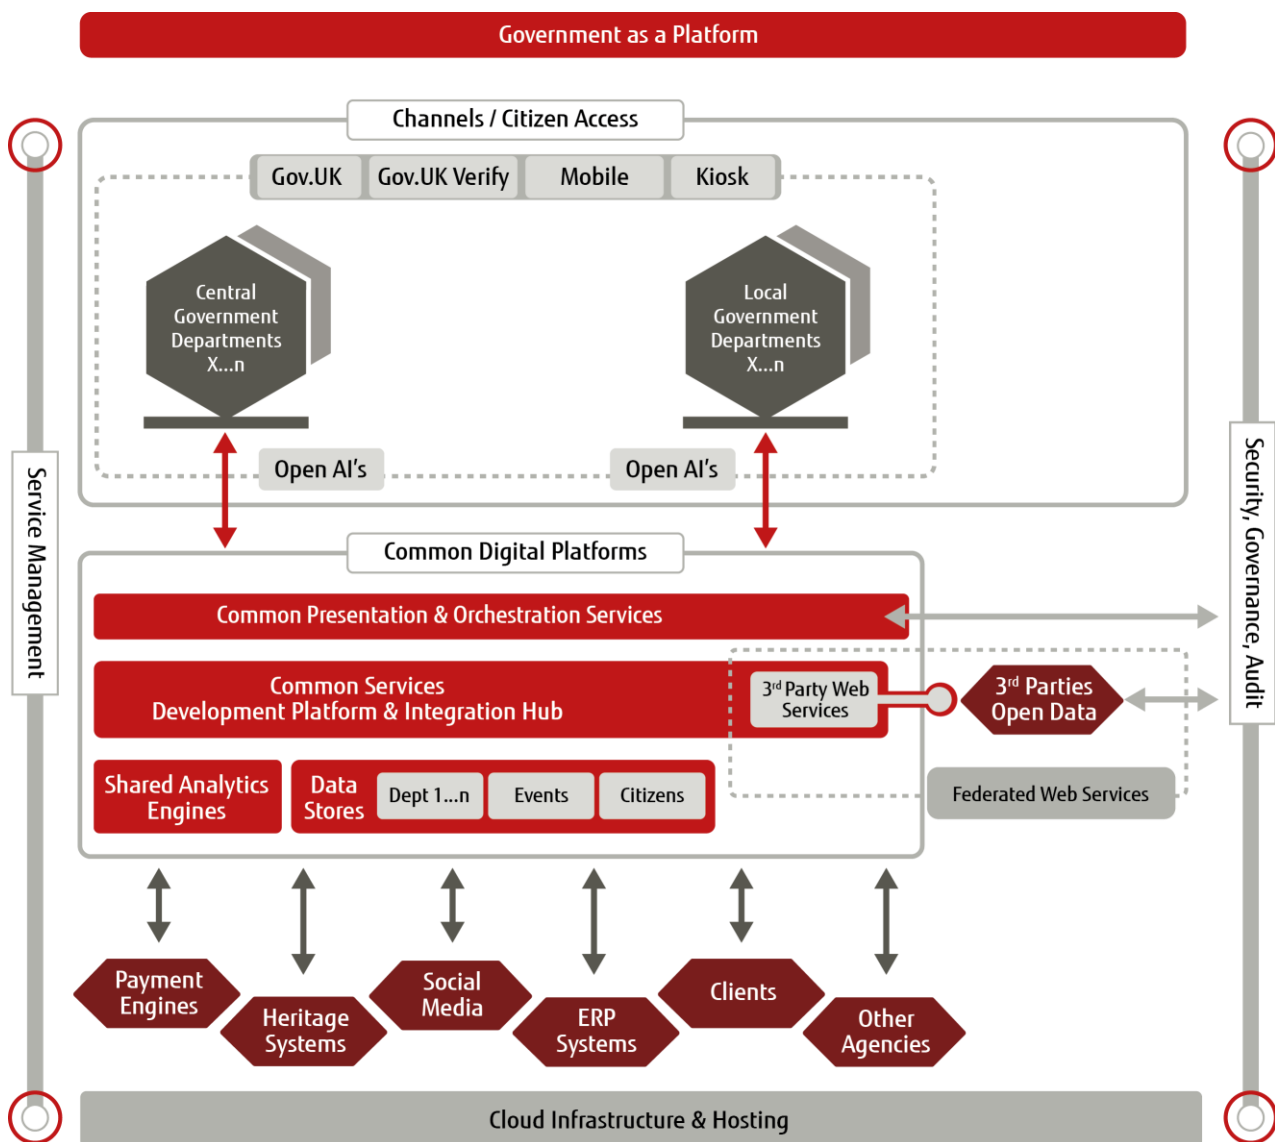 Government as a Platform
Channels / Citizen Access
Gov.UK
Gov.UK Verify
Mobile
Kiosk
Central
Government
Departments
X...n
Local
Government
Departments
X...n
Open AI's
Open AI's
Service Management
Security, Governance, Audit
Common Digital Platforms
Common Presentation & Orchestration Services
Common Services
Development Platform & Integration Hub
3rd Party Web
Services
3rd Parties
Open Data
Shared Analytics
Engines
Data
Stores
Dept 1...n
Events
Citizens
Federated Web Services
Payment
Engines
Heritage
Systems
Social
Media
ERP
Systems
Clients
Other
Agencies
Cloud Infrastructure & Hosting